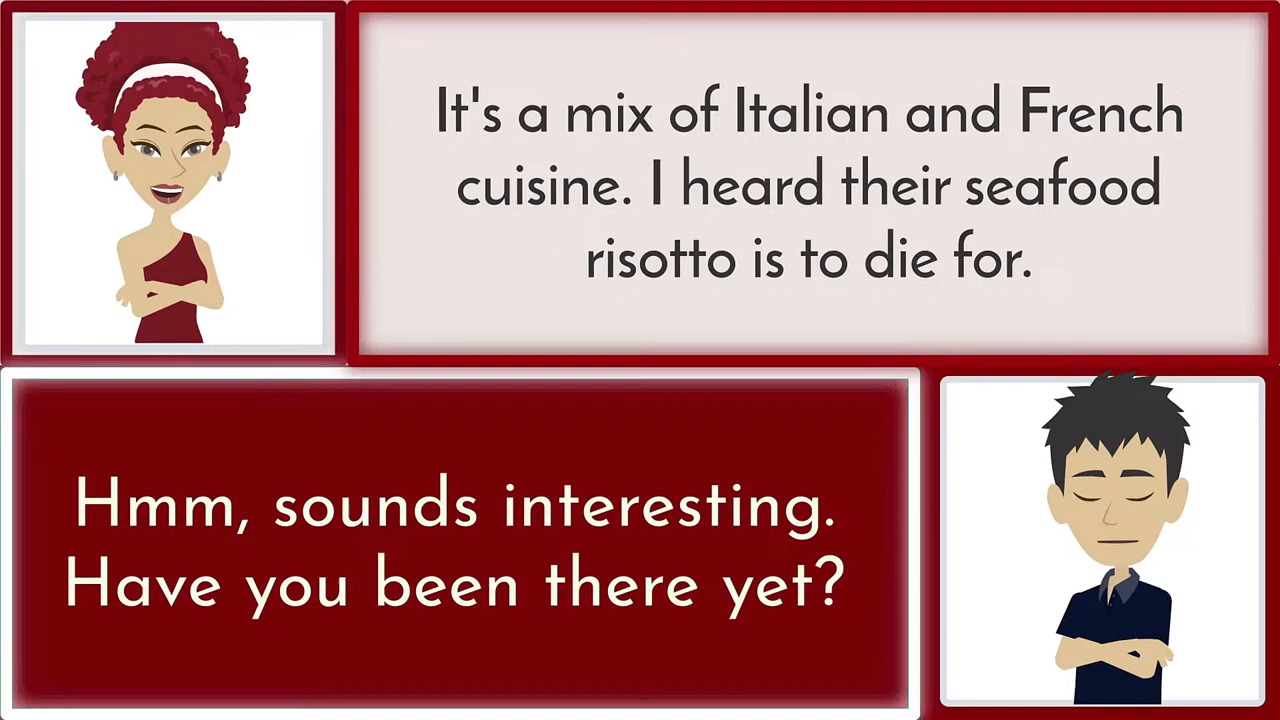 It's a mix of Italian and French
cuisine. I heard their seafood
risotto is to die for.
Hmm, sounds interesting.
Have you been there yet?